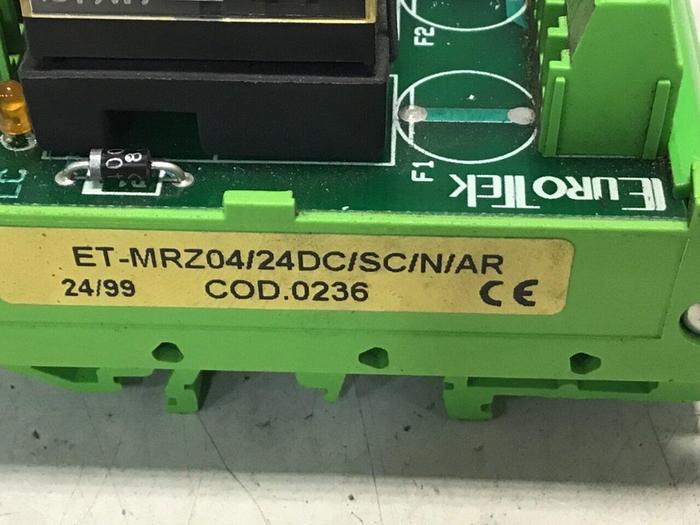 F2
F1
EUROTEK
ET-MRZ04/24DC/SC/N/AR
24/99 COD.0236 CE